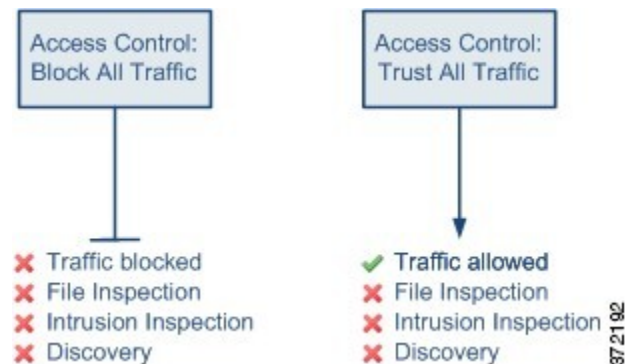 Access Control:
Block All Traffic
Traffic blocked
File Inspection
Intrusion Inspection
Discovery
Access Control:
Trust All Traffic
Traffic allowed
File Inspection
Intrusion Inspection
Discovery
372192